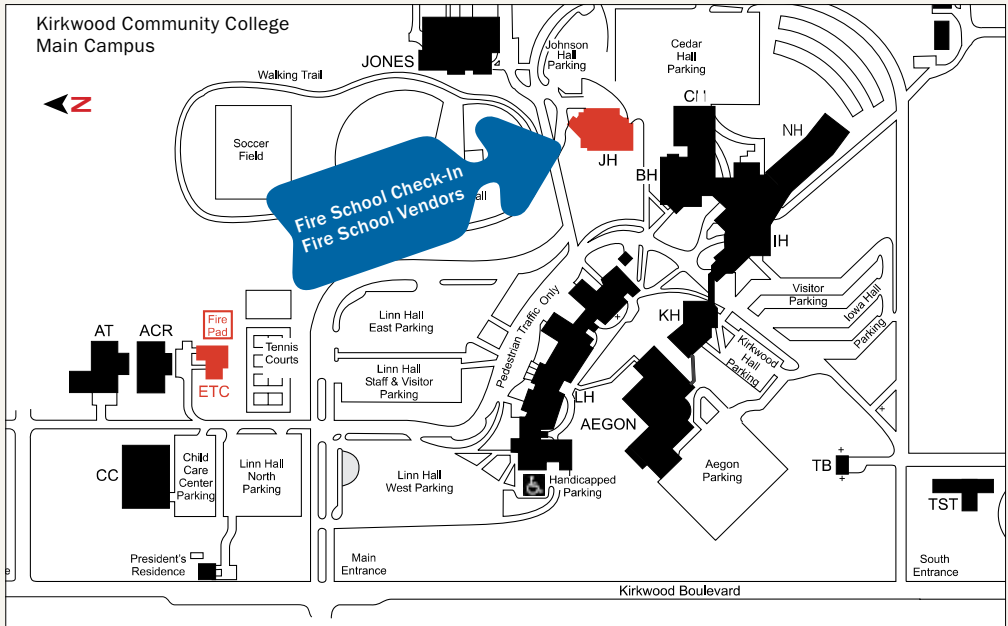 Kirkwood Community College
Main Campus
N
JONES
Johnson
Hall
Parking
Cedar
Hall
Parking
Walking Trail
Soccer
Field
CH
NH
JH
BH
Fire School Check-In
Fire School Vendors
all
IH
Visitor
Parking
Iowa Hall
Parking
Linn Hall
East Parking
Pedestrian Traffic Only
KH
Kirkwood
Hall
Parking
AT
ACR
Fire
Pad
ETC
Tennis
Courts
Linn Hall
Staff & Visitor
Parking
LH
AEGON
CC
Child
Care
Center
Parking
Linn Hall
North
Parking
Linn Hall
West Parking
Handicapped
Parking
Aegon
Parking
TB
TST
President's
Residence
Main
Entrance
South
Entrance
e
Kirkwood Boulevard